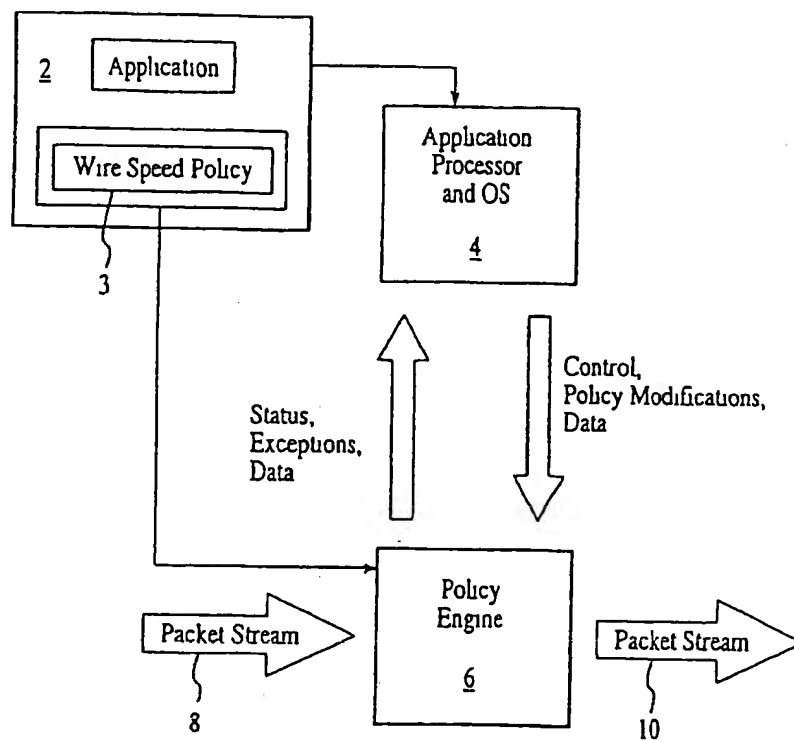 2
Application
Wire Speed Policy
3
Application
Processor
and OS
4
Status,
Exceptions,
Data
Control,
Policy Modifications,
Data
Policy
Engine
6
Packet Stream
8
Packet Stream
10